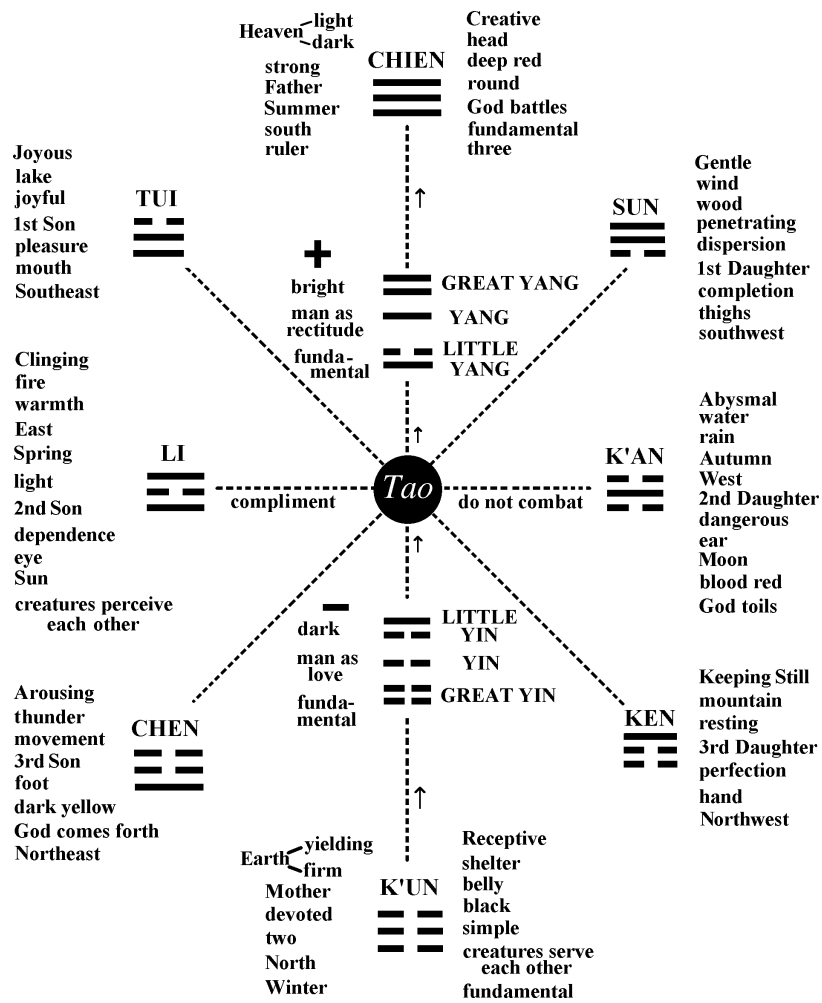 Heaven light
dark
strong
Father
Summer
south
ruler
CHIEN
Creative
head
deep red
round
God battles
fundamental
three
Joyous
lake
joyful
1st Son
pleasure
mouth
Southeast
TUI
SUN
Gentle
wind
wood
penetrating
dispersion
1st Daughter
completion
thighs
southwest
+
bright
man as
rectitude
funda-
mental
GREAT YANG
YANG
LITTLE
YANG
Clinging
fire
warmth
East
Spring
light
2nd Son
dependence
eye
Sun
creatures perceive
each other
LI
compliment
Tao
do not combat
K'AN
Abysmal
water
rain
Autumn
West
2nd Daughter
dangerous
ear
Moon
blood red
God toils
−
dark
man as
love
funda-
mental
LITTLE
YIN
YIN
GREAT YIN
Arousing
thunder
movement
3rd Son
foot
dark yellow
God comes forth
Northeast
CHEN
KEN
Keeping Still
mountain
resting
3rd Daughter
perfection
hand
Northwest
Earth yielding
firm
Mother
devoted
two
North
Winter
K'UN
Receptive
shelter
belly
black
simple
creatures serve
each other
fundamental